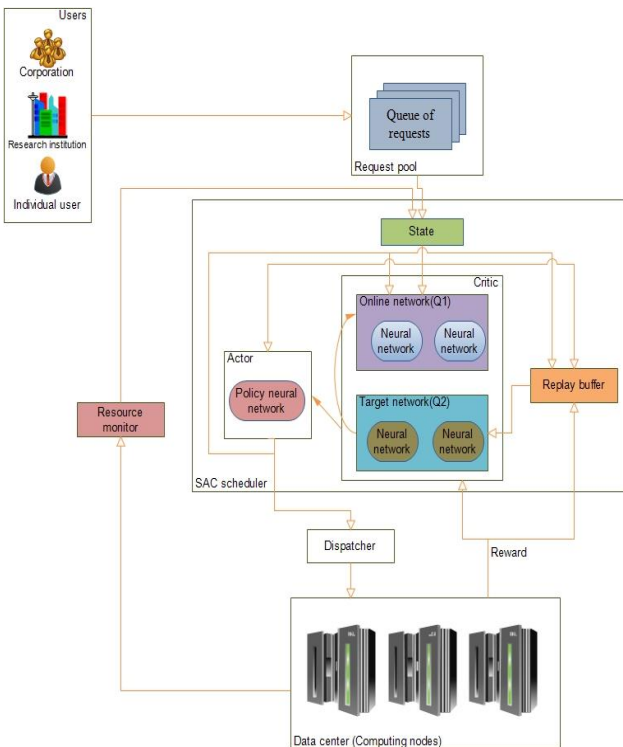 Users
Corporation
Research institution
Individual user
Queue of
requests
Request pool
State
Critic
Online network(Q1)
Neural
network
Neural
network
Actor
Policy neural
network
Target network(Q2)
Neural
network
Neural
network
Replay buffer
Resource
monitor
SAC scheduler
Dispatcher
Reward
Data center (Computing nodes)